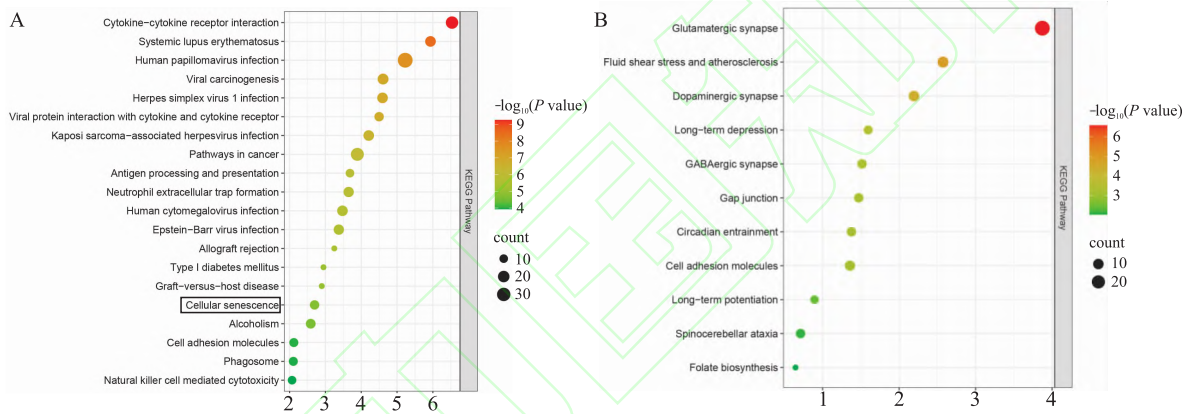 A
Cytokine−cytokine receptor interaction
Systemic lupus erythematosus
Human papillomavirus infection
Viral carcinogenesis
Herpes simplex virus 1 infection
Viral protein interaction with cytokine and cytokine receptor
Kaposi sarcoma−associated herpesvirus infection
Pathways in cancer
Antigen processing and presentation
Neutrophil extracellular trap formation
Human cytomegalovirus infection
Epstein−Barr virus infection
Allograft rejection
Type I diabetes mellitus
Graft−versus−host disease
Cellular senescence
Alcoholism
Cell adhesion molecules
Phagosome
Natural killer cell mediated cytotoxicity
2 3 4 5 6
KEGG Pathway
−log10(P value)
9
8
7
6
5
4
count
10
20
30
B
Glutamatergic synapse
Fluid shear stress and atherosclerosis
Dopaminergic synapse
Long−term depression
GABAergic synapse
Gap junction
Circadian entrainment
Cell adhesion molecules
Long−term potentiation
Spinocerebellar ataxia
Folate biosynthesis
1 2 3 4
KEGG Pathway
−log10(P value)
6
5
4
3
count
10
20